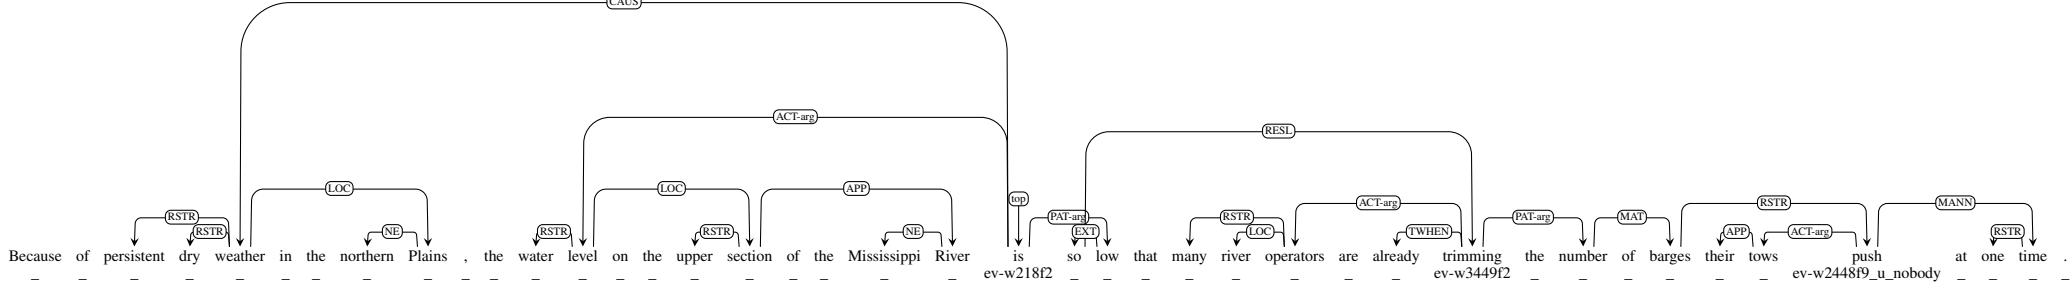 CAUS
ACT-arg
RESL
LOC LOC APP top
ACT-arg RSTR MANN
RSTR PAT-arg RSTR PAT-arg MAT
RSTR NE RSTR RSTR NE EXT LOC TWHEN APP ACT-arg RSTR
Because of persistent dry weather in the northern Plains , the water level on the upper section of the Mississippi River is so low that many river operators are already trimming the number of barges their tows push at one time .
_ _ _ _ _ _ _ _ _ _ _ _ _ _ _ _ _ _ _ _ _ _ ev-w218f2 _ _ _ _ _ _ _ _ ev-w3449f2 _ _ _ _ _ _ ev-w2448f9_u_nobody _ _ _ _